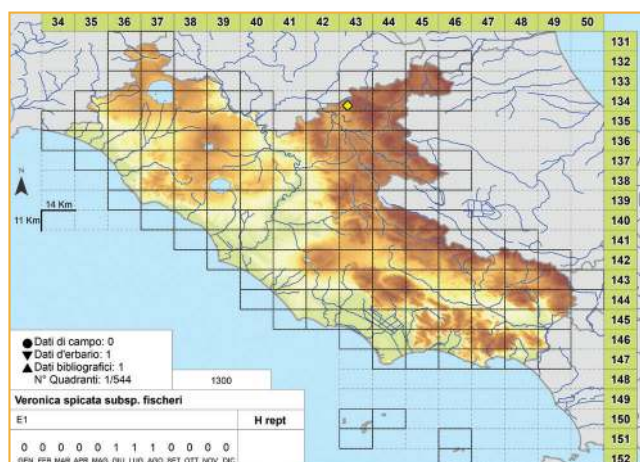 34 35 36 37 38 39 40 41 42 43 44 45 46 47 48 49 50
131
132
133
134
135
136
137
138
139
140
141
142
143
144
145
146
147
148
149
150
151
152
N
14 Km
11 Km
Dati di campo: 0
Dati d'erbario: 1
Dati bibliografici: 1
N° Quadranti: 1/544
1300
Veronica spicata subsp. fischeri
E1
H rept
0 0 0 0 0 1 1 1 0 0 0 0
GEN FEB MAR APR MAG GIU LUG AGO SET OTT NOV DIC